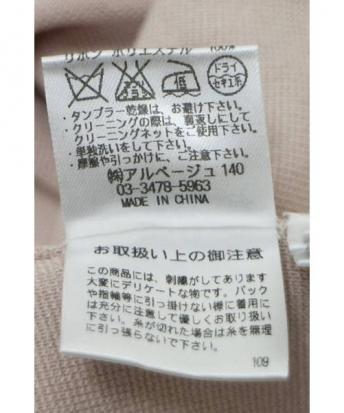 リボン ポリエステル 100%
ドライ
セキユ系
低
・タンブラー乾燥は、お避け下さい。
・クリーニングの際は、裏返しにして
クリーニングネットをご使用下さい。
・単独洗いをして下さい。
・摩擦や引っかけに、ご注意下さい。
㈱アルページュ140
03-3478-5963
MADE IN CHINA
お取扱い上の御注意
この商品には、刺繍がしてあります
大変にデリケートな物です。バック
や指輪等に引っ掛けない様に着用に
は充分に注意して優しくお取り扱い
下さい。糸が切れた場合は糸を無理
に引っ張らないで下さい。
109